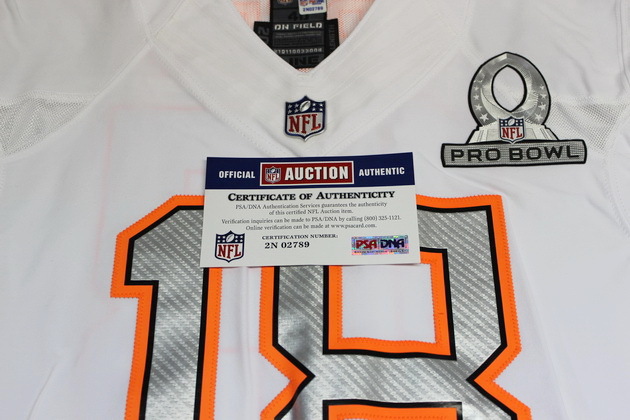 ON FIELD
NFL
PRO BOWL
NFL
OFFICIAL NFL AUCTION AUTHENTIC
CERTIFICATE OF AUTHENTICITY
PSA/DNA Authentication Services guarantees the authenticity
of this certified NFL Auction item.
Verification inquiries can be made to PSA/DNA by calling (800) 325-1121.
Online verification can be made at www.psacard.com.
CERTIFICATION NUMBER:
2N 02789
NFL
PSA DNA
18